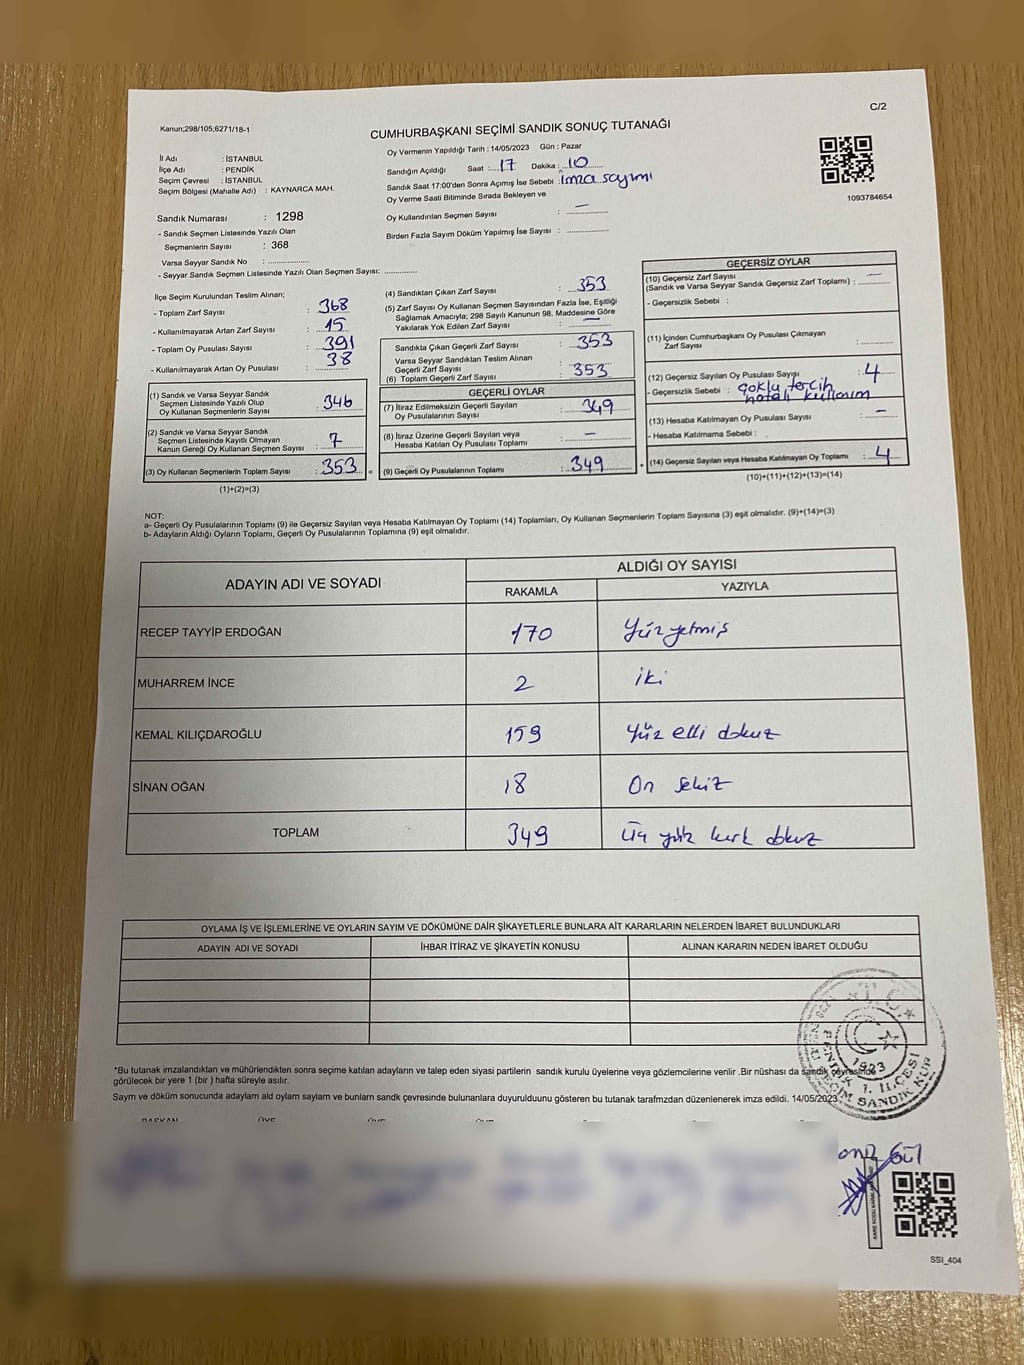 C/2
Kanun;298/105;6271/18-1
CUMHURBAŞKANI SEÇİMİ SANDIK SONUÇ TUTANAĞI
İl Adı : İSTANBUL
İlçe Adı : PENDİK
Seçim Çevresi : İSTANBUL
Seçim Bölgesi (Mahalle Adı) : KAYNARCA MAH.
Sandık Numarası : 1298
- Sandık Seçmen Listesinde Yazılı Olan
Seçmenlerin Sayısı : 368
Varsa Seyyar Sandık No :
- Seyyar Sandık Seçmen Listesinde Yazılı Olan Seçmen Sayısı:
Oy Vermenin Yapıldığı Tarih : 14/05/2023 Gün : Pazar
Sandığın Açıldığı Saat : 17 Dakika : 10
Sandık Saat 17:00'den Sonra Açımış İse Sebebi : İmza sayımı
Oy Verme Saati Bitiminde Sırada Bekleyen ve
Oy Kullandırılan Seçmen Sayısı : —
Birden Fazla Sayım Döküm Yapılmış İse Sayısı :
1093784654
İlçe Seçim Kurulundan Teslim Alınan;
- Toplam Zarf Sayısı : 368
- Kullanılmayarak Artan Zarf Sayısı : 15
- Toplam Oy Pusulası Sayısı : 391
- Kullanılmayarak Artan Oy Pusulası : 38
(1) Sandık ve Varsa Seyyar Sandık
Seçmen Listesinde Yazılı Olup
Oy Kullanan Seçmenlerin Sayısı : 346
(2) Sandık ve Varsa Seyyar Sandık
Seçmen Listesinde Kayıtlı Olmayan
Kanun Gereği Oy Kullanan Seçmen Sayısı : 7
(3) Oy Kullanan Seçmenlerin Toplam Sayısı : 353 =
(1)+(2)=(3)
(4) Sandıktan Çıkan Zarf Sayısı : 353
(5) Zarf Sayısı Oy Kullanan Seçmen Sayısından Fazla İse, Eşitliği
Sağlamak Amacıyla; 298 Sayılı Kanunun 98. Maddesine Göre
Yakılarak Yok Edilen Zarf Sayısı : —
Sandıkta Çıkan Geçerli Zarf Sayısı : 353
Varsa Seyyar Sandıktan Teslim Alınan
Geçerli Zarf Sayısı
(6) Toplam Geçerli Zarf Sayısı : 353
GEÇERLİ OYLAR
(7) İtiraz Edilmeksizin Geçerli Sayılan
Oy Pusulalarının Sayısı : 349
(8) İtiraz Üzerine Geçerli Sayılan veya
Hesaba Katılan Oy Pusulası Toplamı : —
(9) Geçerli Oy Pusulalarının Toplamı : 349 +
GEÇERSİZ OYLAR
(10) Geçersiz Zarf Sayısı
(Sandık ve Varsa Seyyar Sandık Geçersiz Zarf Toplamı) : —
- Geçersizlik Sebebi :
(11) İçinden Cumhurbaşkanı Oy Pusulası Çıkmayan
Zarf Sayısı :
(12) Geçersiz Sayılan Oy Pusulası Sayısı : 4
- Geçersizlik Sebebi : Çoklu tercih
hatalı kullanım
(13) Hesaba Katılmayan Oy Pusulası Sayısı : —
- Hesaba Katılmama Sebebi :
(14) Geçersiz Sayılan veya Hesaba Katılmayan Oy Toplamı : 4
(10)+(11)+(12)+(13)=(14)
NOT:
a- Geçerli Oy Pusulalarının Toplamı (9) ile Geçersiz Sayılan veya Hesaba Katılmayan Oy Toplamı (14) Toplamları, Oy Kullanan Seçmenlerin Toplam Sayısına (3) eşit olmalıdır. (9)+(14)=(3)
b- Adayların Aldığı Oyların Toplamı, Geçerli Oy Pusulalarının Toplamına (9) eşit olmalıdır.
ADAYIN ADI VE SOYADI
ALDIĞI OY SAYISI
RAKAMLA YAZIYLA
RECEP TAYYİP ERDOĞAN 170 Yüz yetmiş
MUHARREM İNCE 2 iki
KEMAL KILIÇDAROĞLU 159 Yüz elli dokuz
SİNAN OĞAN 18 On sekiz
TOPLAM 349 Üç yüz kırk dokuz
OYLAMA İŞ VE İŞLEMLERİNE VE OYLARIN SAYIM VE DÖKÜMÜNE DAİR ŞİKAYETLERLE BUNLARA AİT KARARLARIN NELERDEN İBARET BULUNDUKLARI
ADAYIN ADI VE SOYADI İHBAR İTİRAZ VE ŞİKAYETİN KONUSU ALINAN KARARIN NEDEN İBARET OLDUĞU
*Bu tutanak imzalandıktan ve mühürlendikten sonra seçime katılan adayların ve talep eden siyasi partilerin sandık kurulu üyelerine veya gözlemcilerine verilir .Bir nüshası da sandık çevresinde
görülecek bir yere 1 (bir ) hafta süreyle asılır.
Sayım ve döküm sonucunda adaylam ald oylam saylam ve bunlarn sandk çevresinde bulunanlara duyurulduunu gösteren bu tutanak tarafmzdan düzenlenerek imza edildi. 14/05/2023
T.C.
1923
PENDİK 1. İLÇESİ
SEÇİM SANDIK KUR
BAŞKAN ÜYE ÜYE ÜYE
Gül
SSI_404